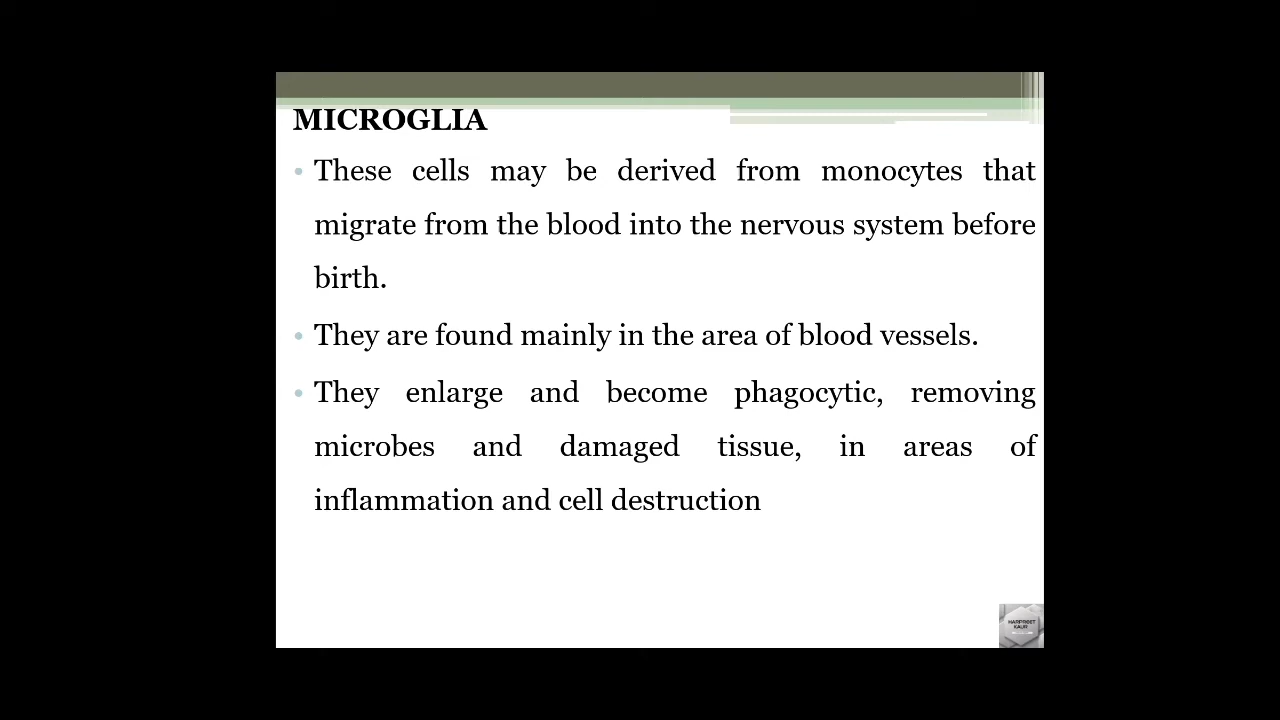 MICROGLIA
• These cells may be derived from monocytes that
migrate from the blood into the nervous system before
birth.
• They are found mainly in the area of blood vessels.
• They enlarge and become phagocytic, removing
microbes and damaged tissue, in areas of
inflammation and cell destruction
HARPREET
KAUR